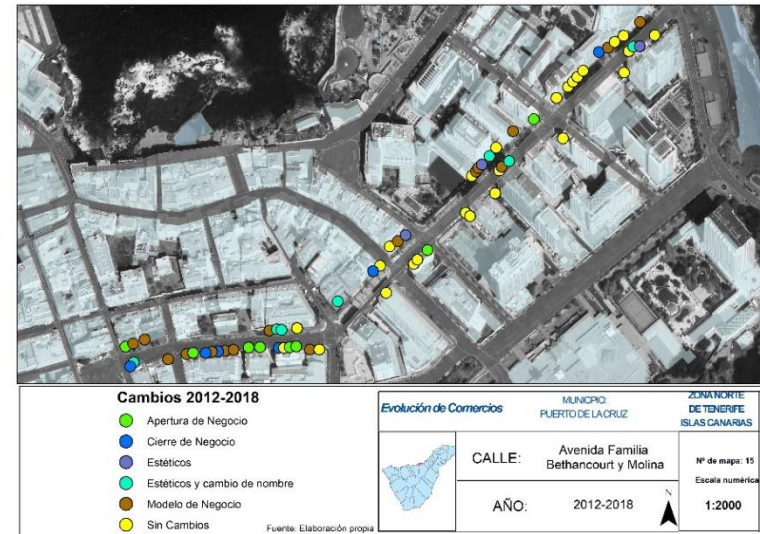 Cambios 2012-2018
Apertura de Negocio
Cierre de Negocio
Estéticos
Estéticos y cambio de nombre
Modelo de Negocio
Sin Cambios
Fuente: Elaboración propia
Evolución de Comercios
MUNICPIO:
PUERTO DE LA CRUZ
ZONA NORTE
DE TENERIFE
ISLAS CANARIAS
CALLE:
Avenida Familia
Bethancourt y Molina
Nº de mapa: 15
Escala numérica
1:2000
AÑO:
2012-2018
N